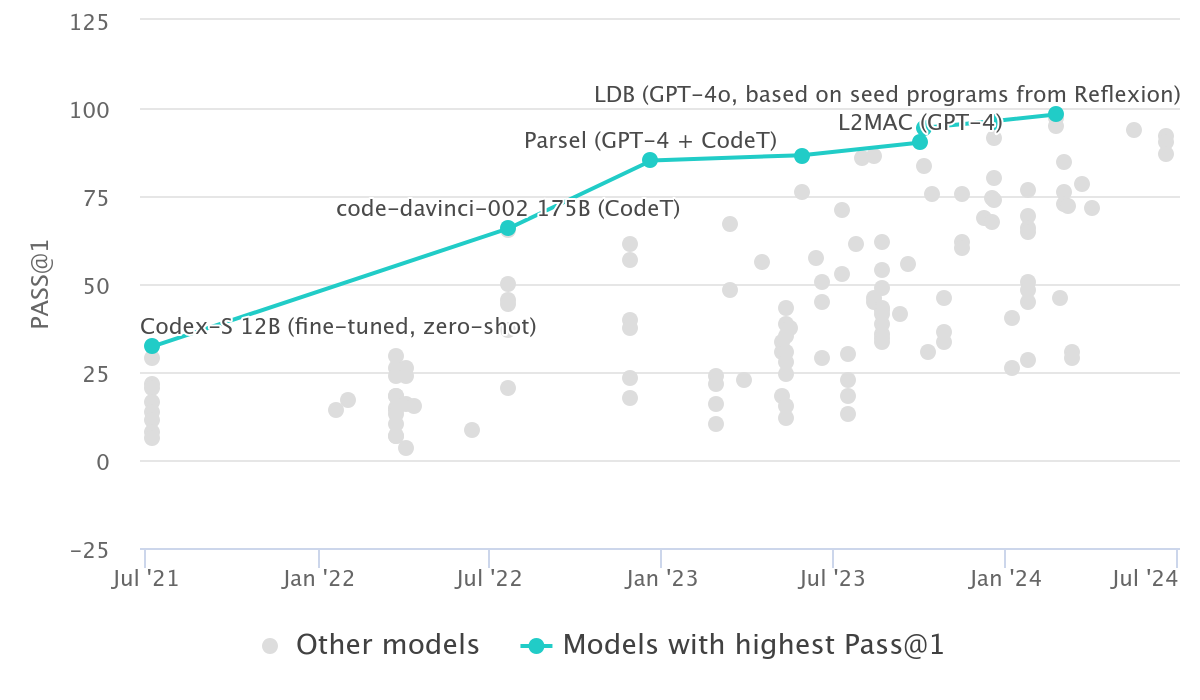 125
LDB (GPT-4o, based on seed programs from Reflexion)
100
L2MAC (GPT-4)
Parsel (GPT-4 + CodeT)
75
code-davinci-002 175B (CodeT)
50
PASS@1
Codex-S 12B (fine-tuned, zero-shot)
25
0
-25
Jul '21 Jan '22 Jul '22 Jan '23 Jul '23 Jan '24 Jul '24
Other models Models with highest Pass@1